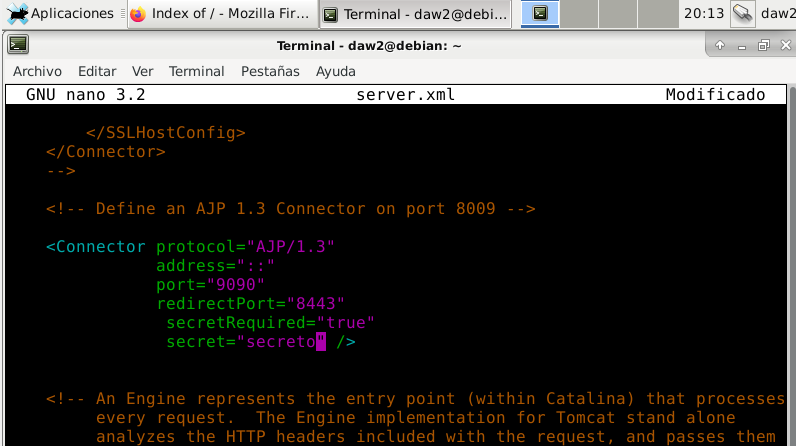 Aplicaciones Index of / - Mozilla Fir... Terminal - daw2@debi... 20:13 daw2
Terminal - daw2@debian: ~
Archivo Editar Ver Terminal Pestañas Ayuda
GNU nano 3.2 server.xml Modificado
</SSLHostConfig>
</Connector>
-->
<!-- Define an AJP 1.3 Connector on port 8009 -->
<Connector protocol="AJP/1.3"
address="::"
port="9090"
redirectPort="8443"
secretRequired="true"
secret="secreto" />
<!-- An Engine represents the entry point (within Catalina) that processes
every request.  The Engine implementation for Tomcat stand alone
analyzes the HTTP headers included with the request, and passes them